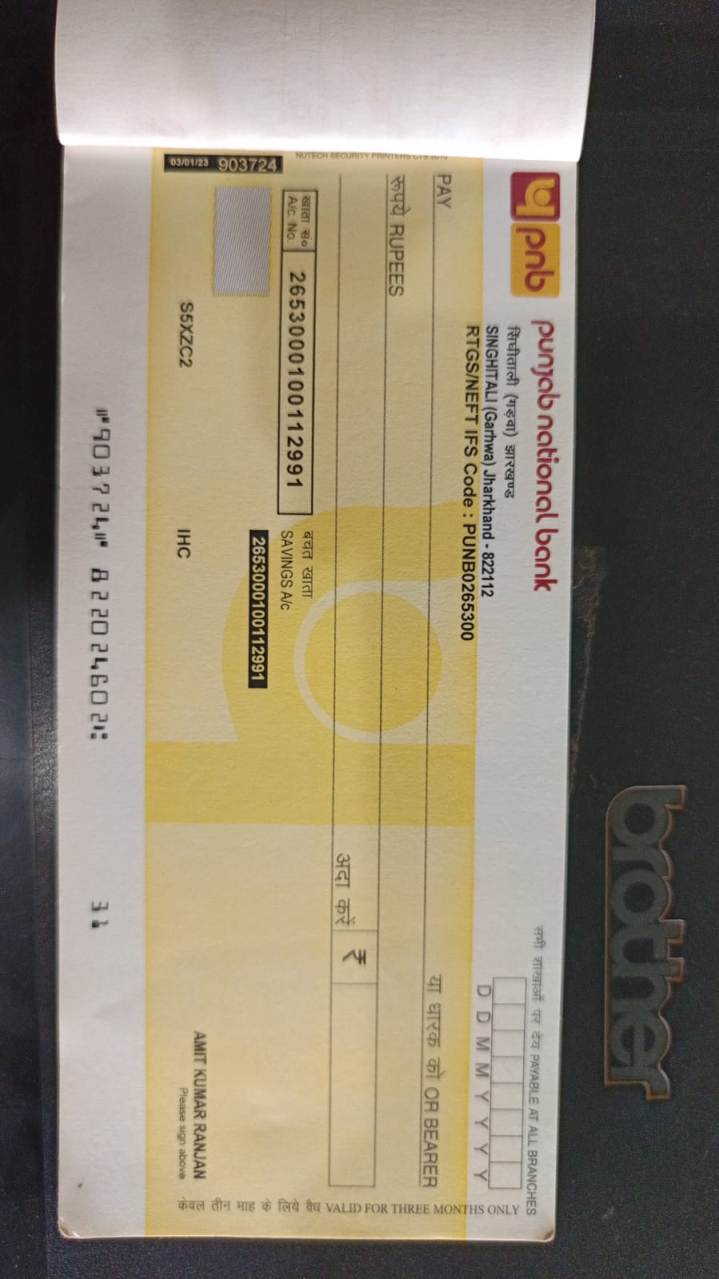 pnb punjab national bank
सभी शाखाओं पर देय PAYABLE AT ALL BRANCHES
सिंघीताली (गड़वा) झारखण्ड
SINGHITALI (Garhwa) Jharkhand - 822112
RTGS/NEFT IFS Code : PUNB0265300
D D M M Y Y Y Y
PAY
या धारक को OR BEARER
रूपये RUPEES
अदा करें ₹
खाता सं०
A/c. No.
2653000100112991
बचत खाता
SAVINGS A/c
2653000100112991
S5XZC2
IHC
AMIT KUMAR RANJAN
Please sign above
03/01/23 903724
NUTECH SECURITY PRINTERS CTS 2010
केवल तीन माह के लिये वैध VALID FOR THREE MONTHS ONLY
⑈903724⑈ 822024602⑆ 31
brother